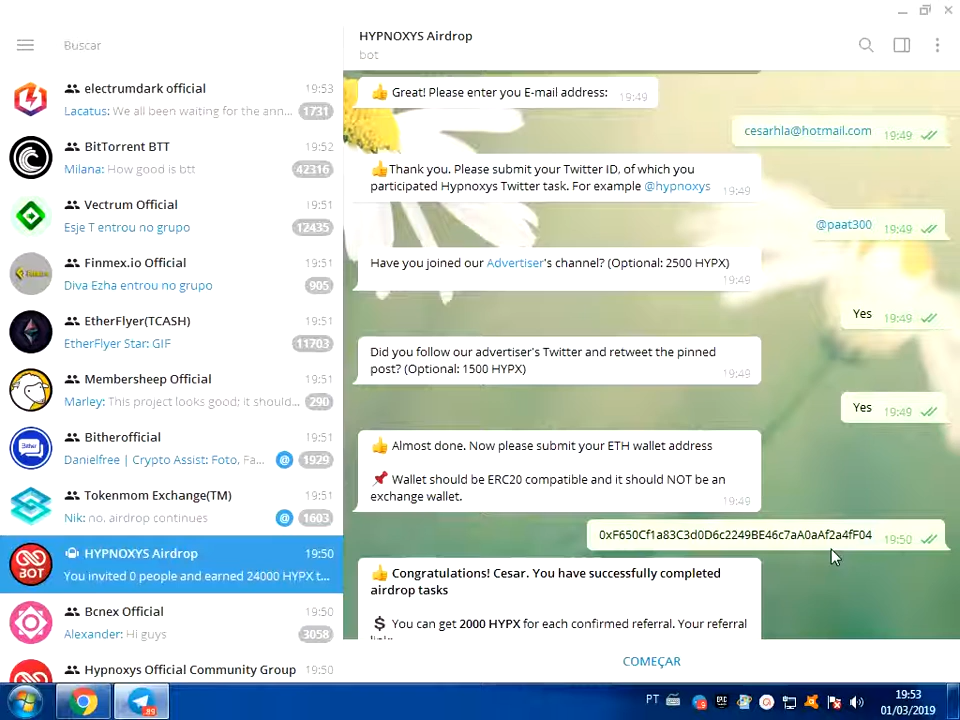 Buscar
electrumdark official 19:53
Lacatus: We all been waiting for the ann... 1731
BitTorrent BTT 19:52
Milana: How good is btt 42316
Vectrum Official 19:51
Esje T entrou no grupo 12435
Finmex.io Official 19:51
Diva Ezha entrou no grupo 905
EtherFlyer(TCASH) 19:51
EtherFlyer Star: GIF 11703
Membersheep Official 19:51
Marley: This project looks good; it should... 290
Bitherofficial 19:51
Danielfree | Crypto Assist: Foto, Fa... @ 1929
Tokenmom Exchange(TM) 19:51
Nik: no. airdrop continues @ 1603
BOT
HYPNOXYS Airdrop 19:50
You invited 0 people and earned 24000 HYPX t...
Bcnex Official 19:50
Alexander: Hi guys 3058
Hypnoxys Official Community Group 19:50
HYPNOXYS Airdrop
bot
👍 Great! Please enter you E-mail address: 19:49
cesarhla@hotmail.com 19:49
👍Thank you. Please submit your Twitter ID, of which you
participated Hypnoxys Twitter task. For example @hypnoxys 19:49
@paat300 19:49
Have you joined our Advertiser's channel? (Optional: 2500 HYPX)
19:49
Yes 19:49
Did you follow our advertiser's Twitter and retweet the pinned
post? (Optional: 1500 HYPX)
19:49
Yes 19:49
👍 Almost done. Now please submit your ETH wallet address
📌 Wallet should be ERC20 compatible and it should NOT be an
exchange wallet. 19:49
0xF650Cf1a83C3d0D6c2249BE46c7aA0aAf2a4fF04 19:50
👍 Congratulations! Cesar. You have successfully completed
airdrop tasks
💲 You can get 2000 HYPX for each confirmed referral. Your referral
COMEÇAR
89
PT
19:53
01/03/2019